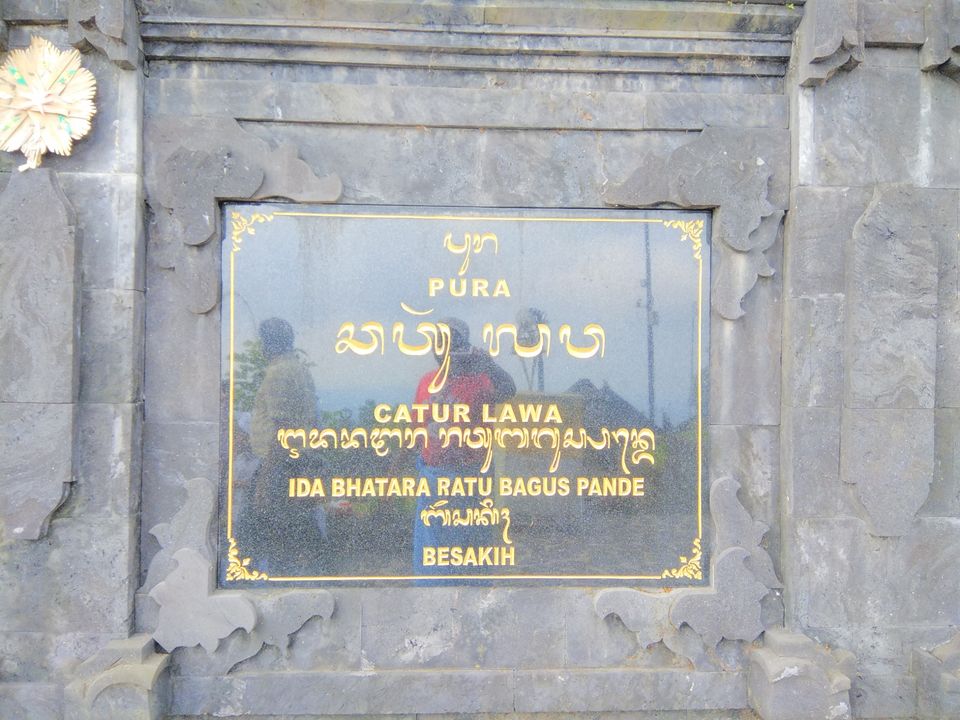 ᬧᬸᬭ
PURA
ᬘᬢᬸᬃ ᬮᬯ
CATUR LAWA
IDA BHATARA RATU BAGUS PANDE
BESAKIH